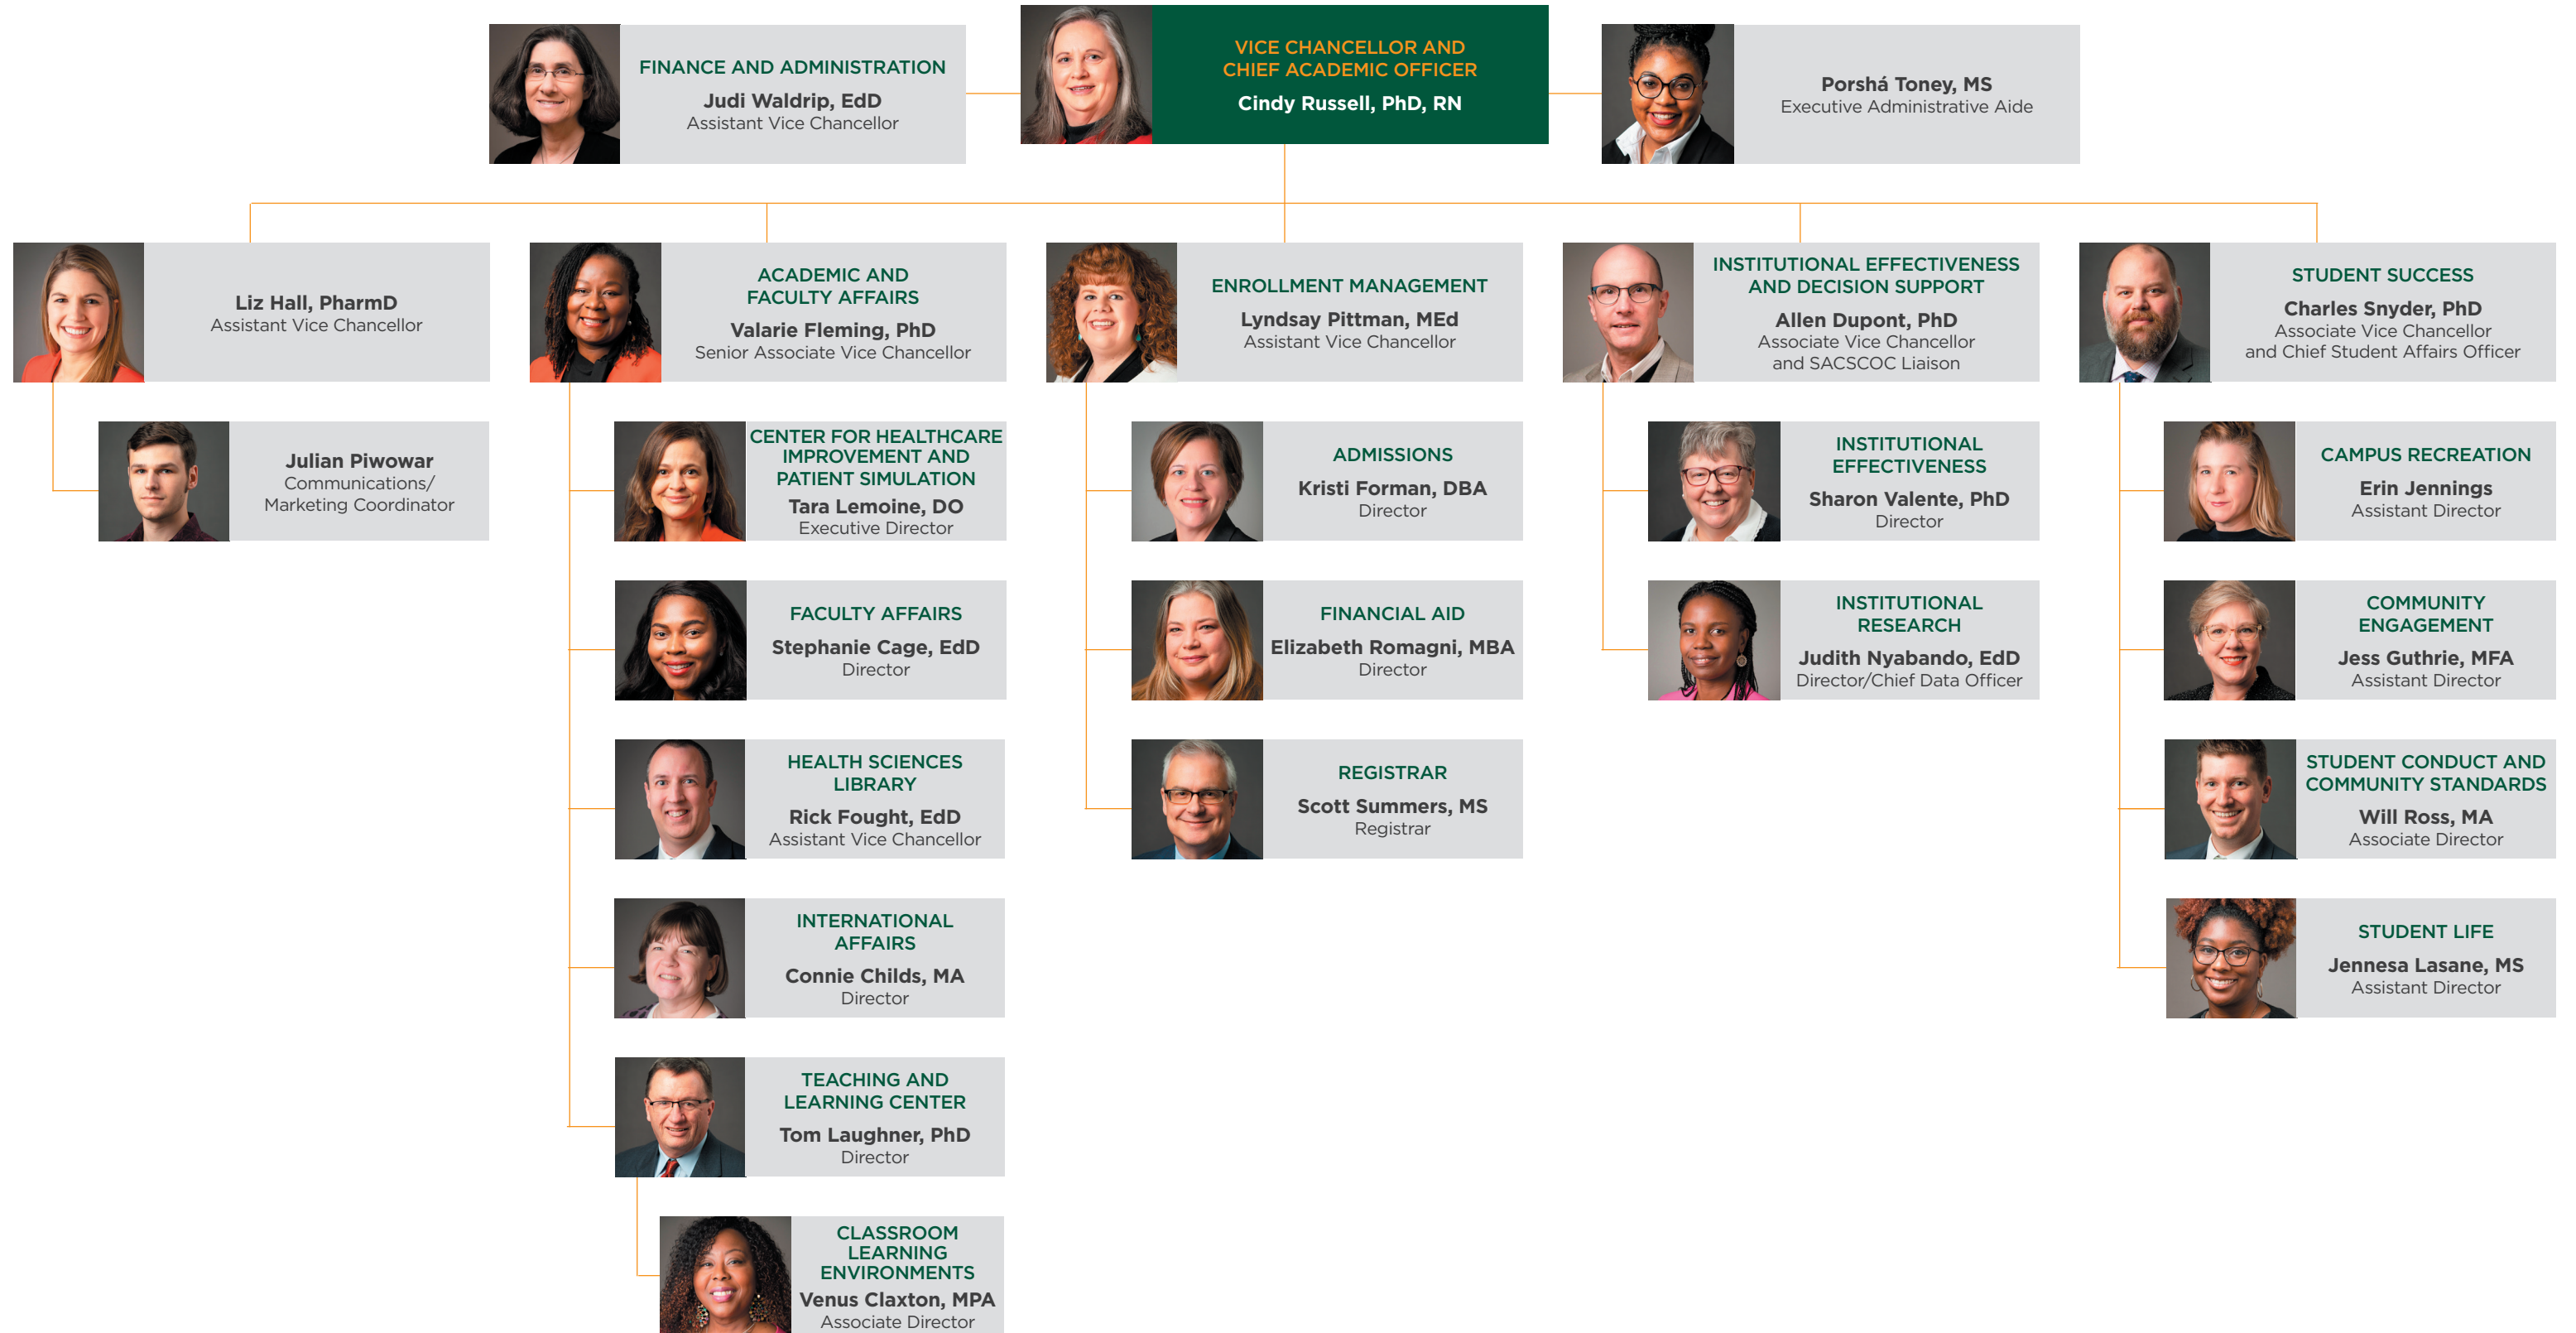 FINANCE AND ADMINISTRATION
Judi Waldrip, EdD
Assistant Vice Chancellor
VICE CHANCELLOR AND
CHIEF ACADEMIC OFFICER
Cindy Russell, PhD, RN
Porshá Toney, MS
Executive Administrative Aide
Liz Hall, PharmD
Assistant Vice Chancellor
Julian Piwowar
Communications/
Marketing Coordinator
ACADEMIC AND
FACULTY AFFAIRS
Valarie Fleming, PhD
Senior Associate Vice Chancellor
CENTER FOR HEALTHCARE
IMPROVEMENT AND
PATIENT SIMULATION
Tara Lemoine, DO
Executive Director
FACULTY AFFAIRS
Stephanie Cage, EdD
Director
HEALTH SCIENCES
LIBRARY
Rick Fought, EdD
Assistant Vice Chancellor
INTERNATIONAL
AFFAIRS
Connie Childs, MA
Director
TEACHING AND
LEARNING CENTER
Tom Laughner, PhD
Director
CLASSROOM
LEARNING
ENVIRONMENTS
Venus Claxton, MPA
Associate Director
ENROLLMENT MANAGEMENT
Lyndsay Pittman, MEd
Assistant Vice Chancellor
ADMISSIONS
Kristi Forman, DBA
Director
FINANCIAL AID
Elizabeth Romagni, MBA
Director
REGISTRAR
Scott Summers, MS
Registrar
INSTITUTIONAL EFFECTIVENESS
AND DECISION SUPPORT
Allen Dupont, PhD
Associate Vice Chancellor
and SACSCOC Liaison
INSTITUTIONAL
EFFECTIVENESS
Sharon Valente, PhD
Director
INSTITUTIONAL
RESEARCH
Judith Nyabando, EdD
Director/Chief Data Officer
STUDENT SUCCESS
Charles Snyder, PhD
Associate Vice Chancellor
and Chief Student Affairs Officer
CAMPUS RECREATION
Erin Jennings
Assistant Director
COMMUNITY
ENGAGEMENT
Jess Guthrie, MFA
Assistant Director
STUDENT CONDUCT AND
COMMUNITY STANDARDS
Will Ross, MA
Associate Director
STUDENT LIFE
Jennesa Lasane, MS
Assistant Director